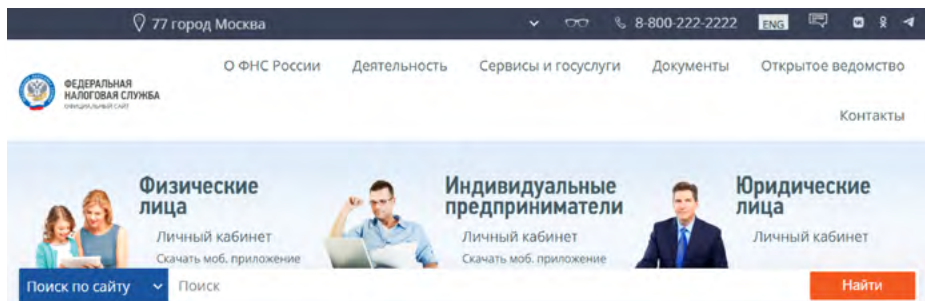 77 город Москва 8-800-222-2222 ENG
О ФНС России Деятельность Сервисы и госуслуги Документы Открытое ведомство
ФЕДЕРАЛЬНАЯ
НАЛОГОВАЯ СЛУЖБА
ОФИЦИАЛЬНЫЙ САЙТ
Контакты
Физические
лица
Личный кабинет
Скачать моб. приложение
Индивидуальные
предприниматели
Личный кабинет
Скачать моб. приложение
Юридические
лица
Личный кабинет
Поиск по сайту Поиск Найти